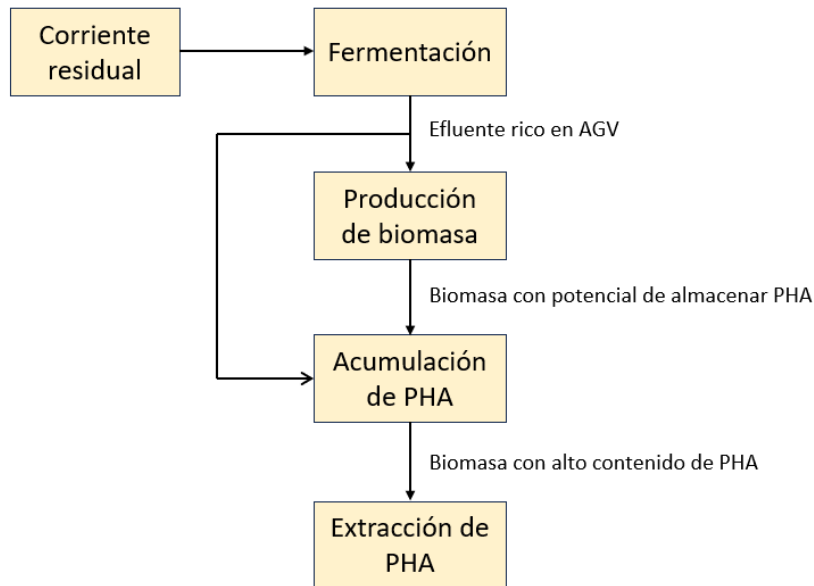 Corriente
residual
Fermentación
Efluente rico en AGV
Producción
de biomasa
Biomasa con potencial de almacenar PHA
Acumulación
de PHA
Biomasa con alto contenido de PHA
Extracción de
PHA